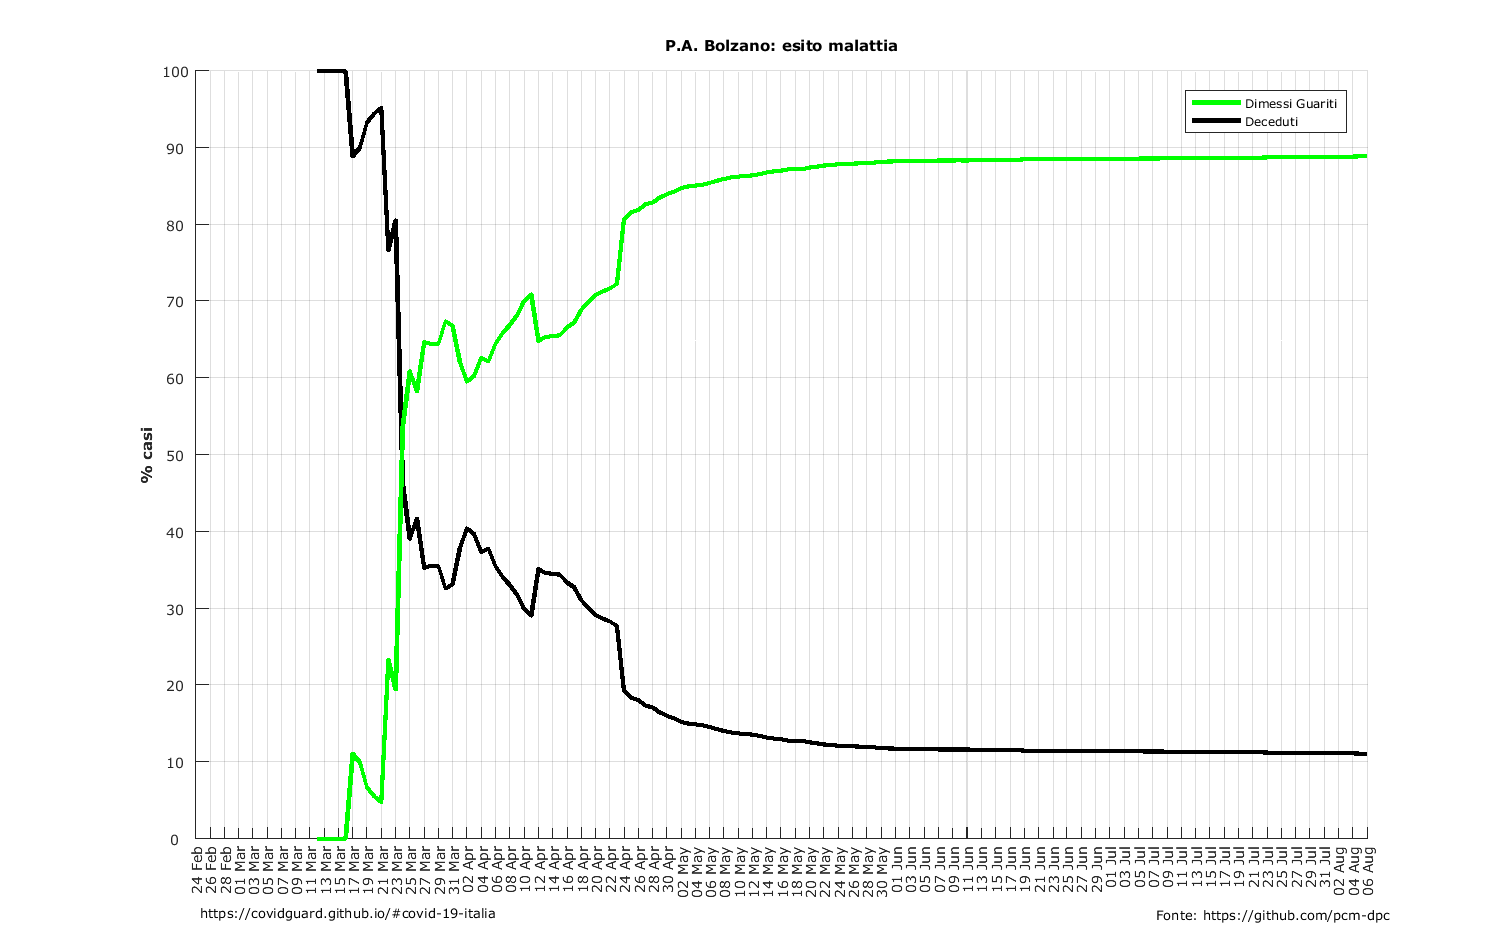 P.A. Bolzano: esito malattia
Dimessi Guariti
Deceduti
% casi
100
90
80
70
60
50
40
30
20
10
0
24 Feb
26 Feb
28 Feb
01 Mar
03 Mar
05 Mar
07 Mar
09 Mar
11 Mar
13 Mar
15 Mar
17 Mar
19 Mar
21 Mar
23 Mar
25 Mar
27 Mar
29 Mar
31 Mar
02 Apr
04 Apr
06 Apr
08 Apr
10 Apr
12 Apr
14 Apr
16 Apr
18 Apr
20 Apr
22 Apr
24 Apr
26 Apr
28 Apr
30 Apr
02 May
04 May
06 May
08 May
10 May
12 May
14 May
16 May
18 May
20 May
22 May
24 May
26 May
28 May
30 May
01 Jun
03 Jun
05 Jun
07 Jun
09 Jun
11 Jun
13 Jun
15 Jun
17 Jun
19 Jun
21 Jun
23 Jun
25 Jun
27 Jun
29 Jun
01 Jul
03 Jul
05 Jul
07 Jul
09 Jul
11 Jul
13 Jul
15 Jul
17 Jul
19 Jul
21 Jul
23 Jul
25 Jul
27 Jul
29 Jul
31 Jul
02 Aug
04 Aug
06 Aug
https://covidguard.github.io/#covid-19-italia
Fonte: https://github.com/pcm-dpc